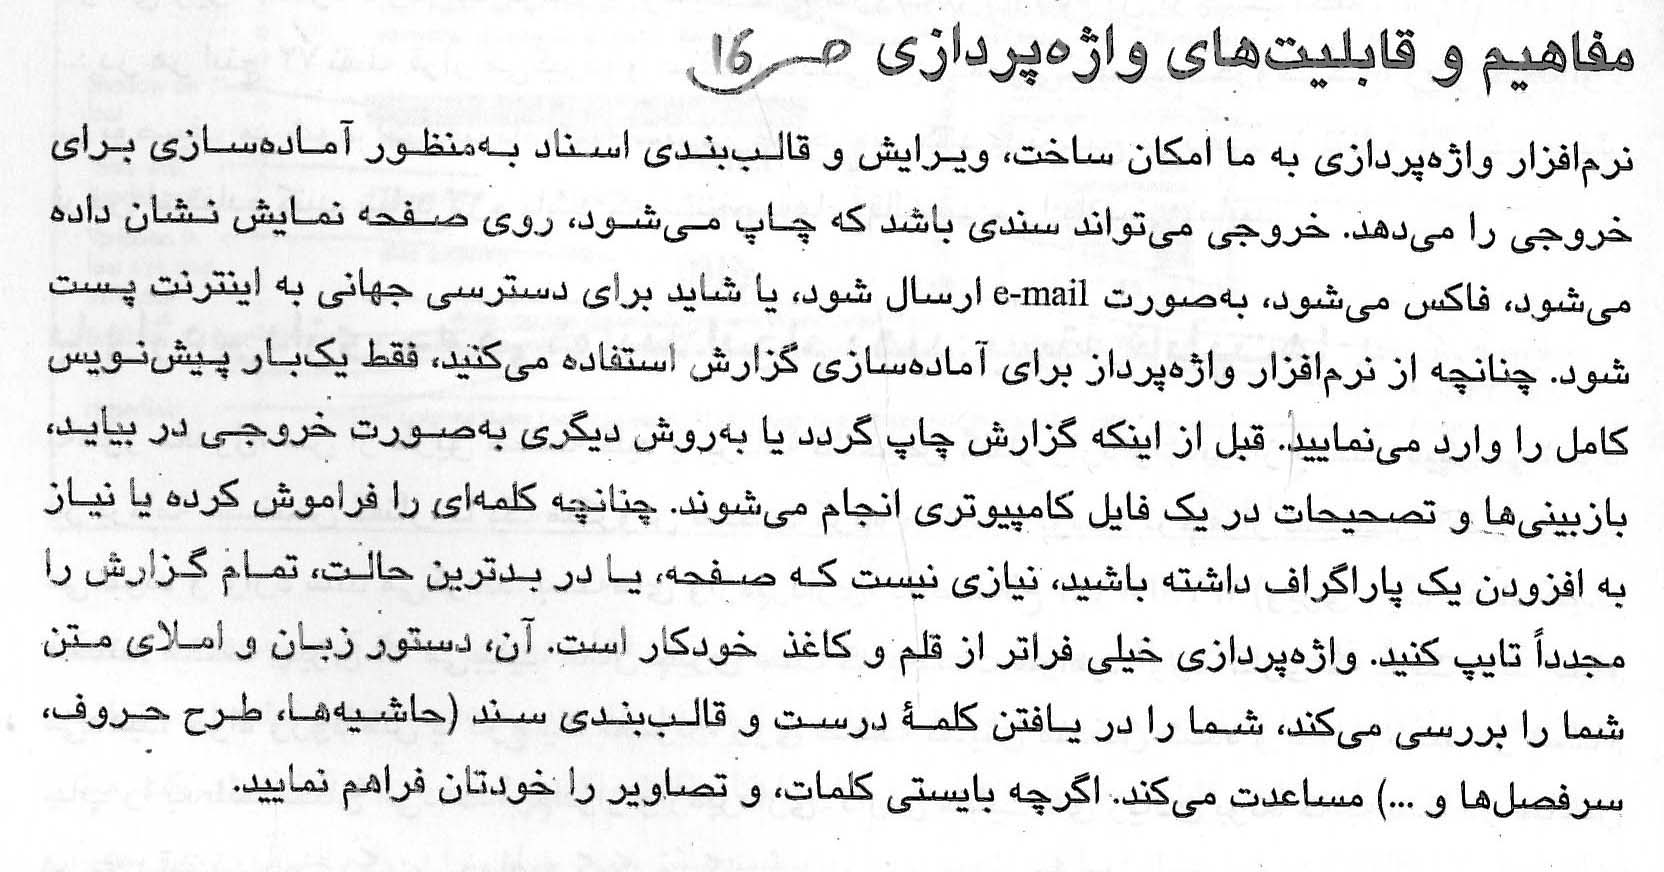 مفاهیم و قابلیت‌های واژه‌پردازی ص 16
نرم‌افزار واژه‌پردازی به ما امکان ساخت، ویرایش و قالب‌بندی اسناد به‌منظور آماده‌سازی برای
خروجی را می‌دهد. خروجی می‌تواند سندی باشد که چاپ می‌شود، روی صفحه نمایش نشان داده
می‌شود، فاکس می‌شود، به‌صورت e-mail ارسال شود، یا شاید برای دسترسی جهانی به اینترنت پست
شود. چنانچه از نرم‌افزار واژه‌پرداز برای آماده‌سازی گزارش استفاده می‌کنید، فقط یک‌بار پیش‌نویس
کامل را وارد می‌نمایید. قبل از اینکه گزارش چاپ گردد یا به‌روش دیگری به‌صورت خروجی در بیاید،
بازبینی‌ها و تصحیحات در یک فایل کامپیوتری انجام می‌شوند. چنانچه کلمه‌ای را فراموش کرده یا نیاز
به افزودن یک پاراگراف داشته باشید، نیازی نیست که صفحه، یا در بدترین حالت، تمام گزارش را
مجدداً تایپ کنید. واژه‌پردازی خیلی فراتر از قلم و کاغذ خودکار است. آن، دستور زبان و املای متن
شما را بررسی می‌کند، شما را در یافتن کلمهٔ درست و قالب‌بندی سند (حاشیه‌ها، طرح حروف،
سرفصل‌ها و ...) مساعدت می‌کند. اگرچه بایستی کلمات، و تصاویر را خودتان فراهم نمایید.